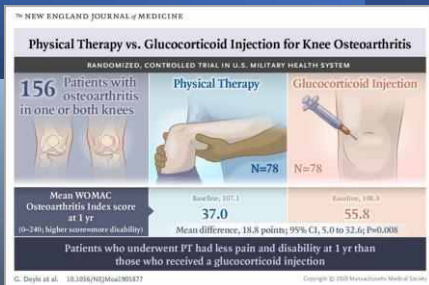 The NEW ENGLAND JOURNAL of MEDICINE
Physical Therapy vs. Glucocorticoid Injection for Knee Osteoarthritis
RANDOMIZED, CONTROLLED TRIAL IN U.S. MILITARY HEALTH SYSTEM
156 Patients with
osteoarthritis
in one or both knees
Physical Therapy
N=78
Glucocorticoid Injection
N=78
Mean WOMAC
Osteoarthritis Index score
at 1 yr
(0–240; higher scores=more disability)
Baseline, 107.1
37.0
Baseline, 108.8
55.8
Mean difference, 18.8 points; 95% CI, 5.0 to 32.6; P=0.008
Patients who underwent PT had less pain and disability at 1 yr than
those who received a glucocorticoid injection
G. Deyle et al.
Copyright © 2020 Massachusetts Medical Society